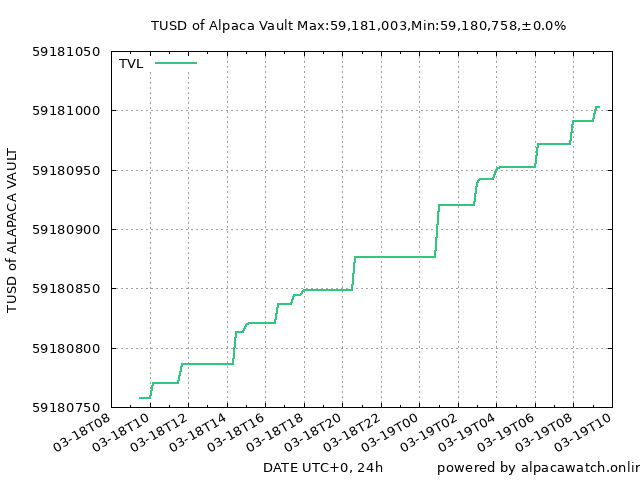 TUSD of Alpaca Vault Max:59,181,003,Min:59,180,758,±0.0%
TVL
59181050
59181000
59180950
59180900
59180850
59180800
59180750
TUSD of ALAPACA VAULT
03-18T08
03-18T10
03-18T12
03-18T14
03-18T16
03-18T18
03-18T20
03-18T22
03-19T00
03-19T02
03-19T04
03-19T06
03-19T08
03-19T10
DATE UTC+0, 24h
powered by alpacawatch.onlin